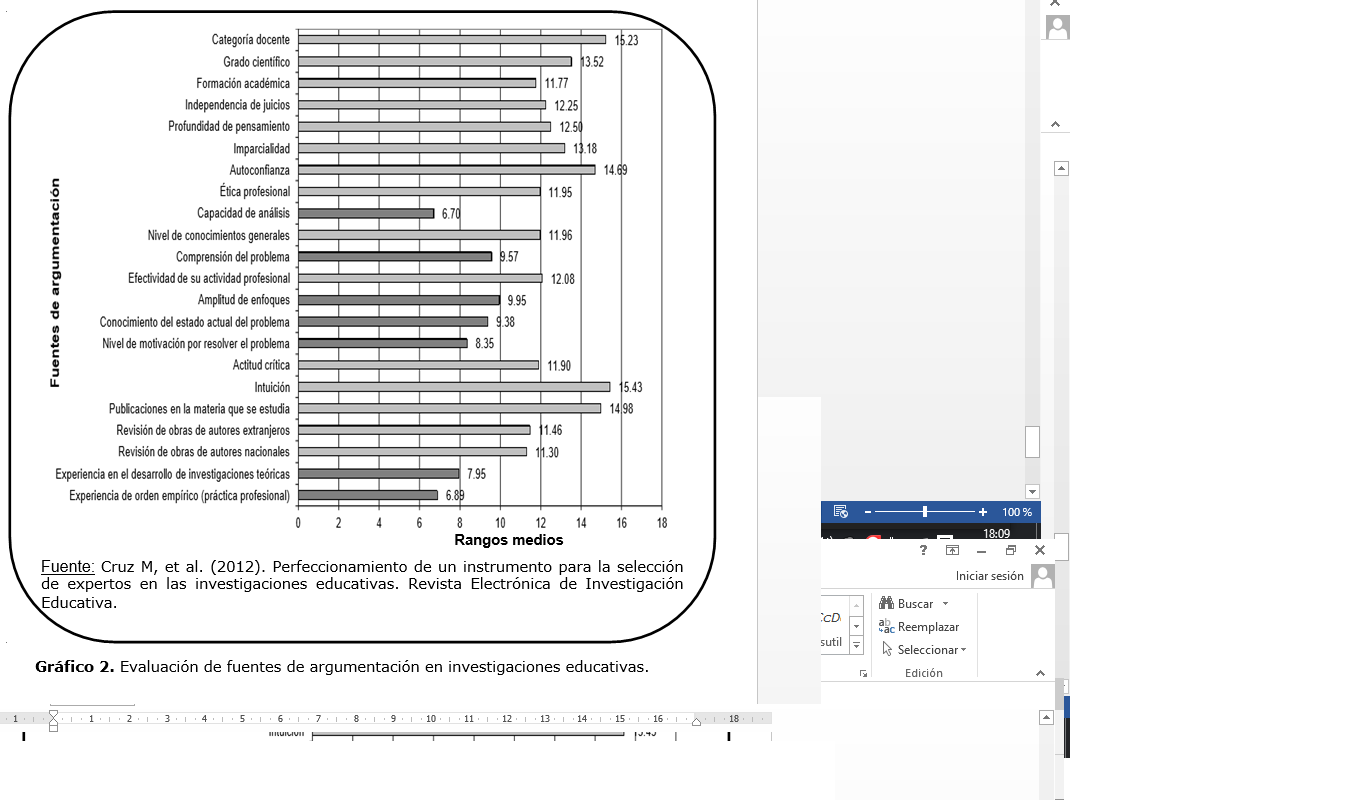 Categoría docente 15.23
Grado científico 13.52
Formación académica 11.77
Independencia de juicios 12.25
Profundidad de pensamiento 12.50
Imparcialidad 13.18
Autoconfianza 14.69
Ética profesional 11.95
Capacidad de análisis 6.70
Nivel de conocimientos generales 11.96
Comprensión del problema 9.57
Efectividad de su actividad profesional 12.08
Amplitud de enfoques 9.95
Conocimiento del estado actual del problema 9.38
Nivel de motivación por resolver el problema 8.35
Actitud crítica 11.90
Intuición 15.43
Publicaciones en la materia que se estudia 14.98
Revisión de obras de autores extranjeros 11.46
Revisión de obras de autores nacionales 11.30
Experiencia en el desarrollo de investigaciones teóricas 7.95
Experiencia de orden empírico (práctica profesional) 6.89
Fuentes de argumentación
0 2 4 6 8 10 12 14 16 18
Rangos medios
Fuente: Cruz M, et al. (2012). Perfeccionamiento de un instrumento para la selección
de expertos en las investigaciones educativas. Revista Electrónica de Investigación
Educativa.
Gráfico 2. Evaluación de fuentes de argumentación en investigaciones educativas.
100 %
18:09
?
Iniciar sesión
Buscar
Reemplazar
sutil
Seleccionar
Edición
1 1 2 3 4 5 6 7 8 9 10 11 12 13 14 15 16 18